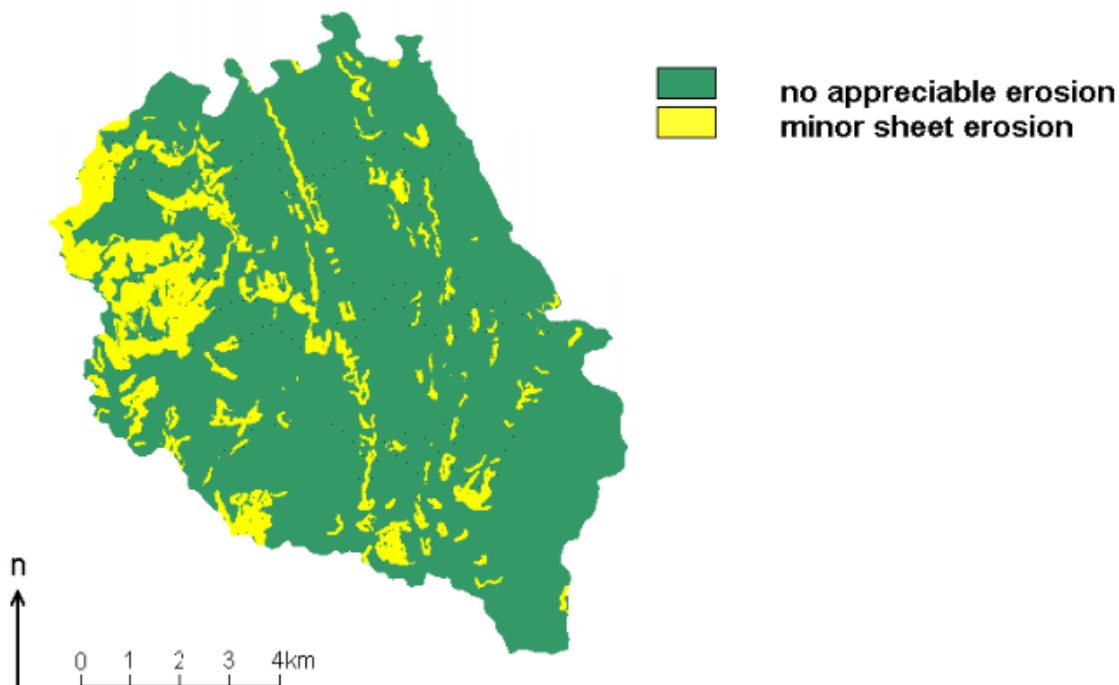 no appreciable erosion
minor sheet erosion
n
0 1 2 3 4km